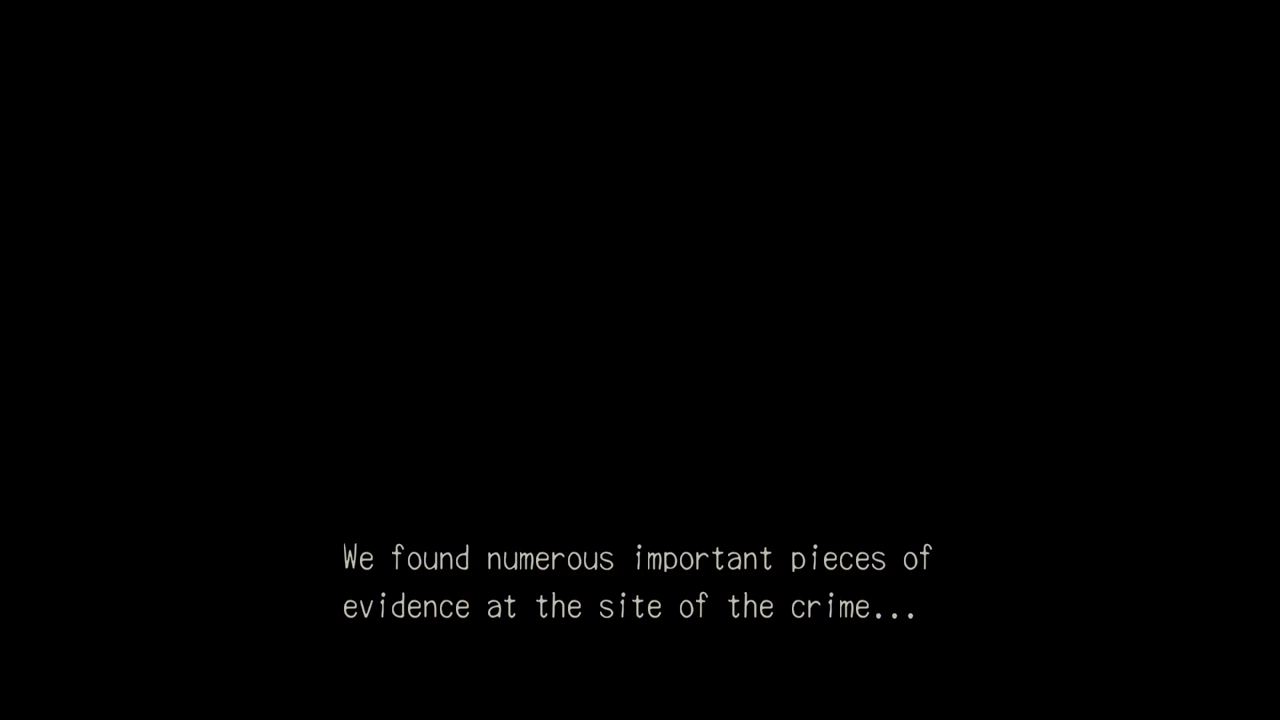 We found numerous important pieces of
evidence at the site of the crime...